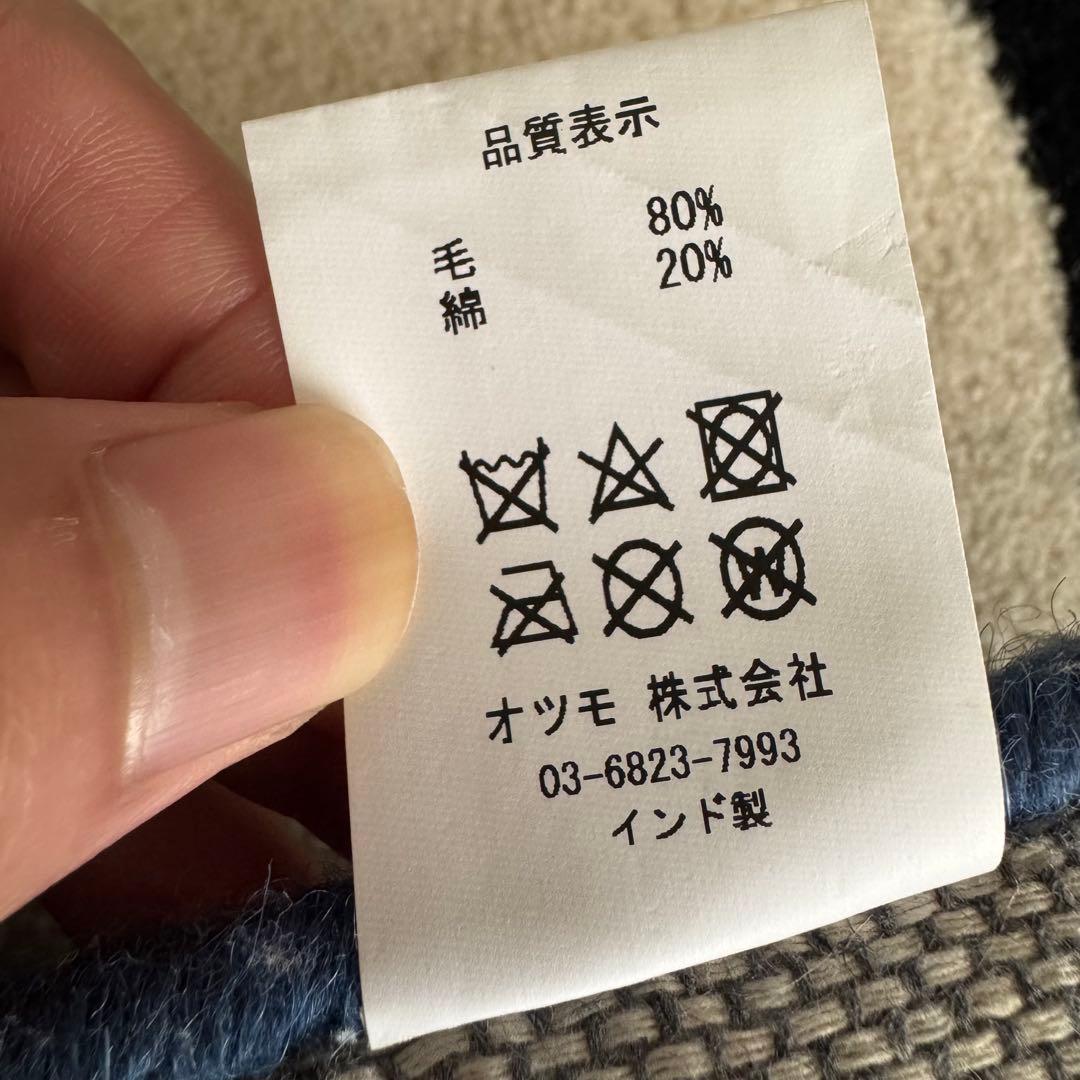 品質表示
毛 80%
綿 20%
W
オツモ 株式会社
03-6823-7993
インド製